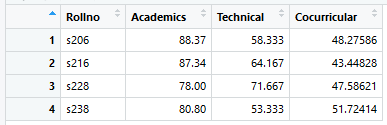 Rollno Academics Technical Cocurricular
1 s206 88.37 58.333 48.27586
2 s216 87.34 64.167 43.44828
3 s228 78.00 71.667 47.58621
4 s238 80.80 53.333 51.72414